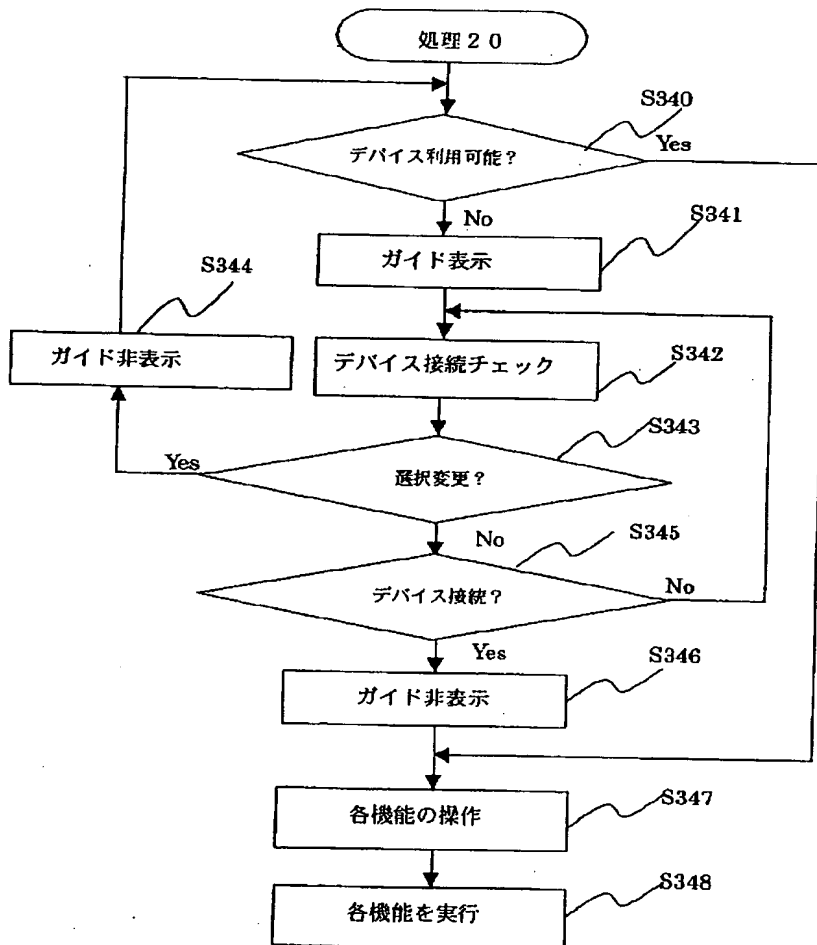 処理20
S340
デバイス利用可能?
Yes
No
S341
ガイド表示
S344
ガイド非表示
デバイス接続チェック
S342
S343
Yes
選択変更?
No
S345
デバイス接続?
No
Yes
S346
ガイド非表示
S347
各機能の操作
S348
各機能を実行